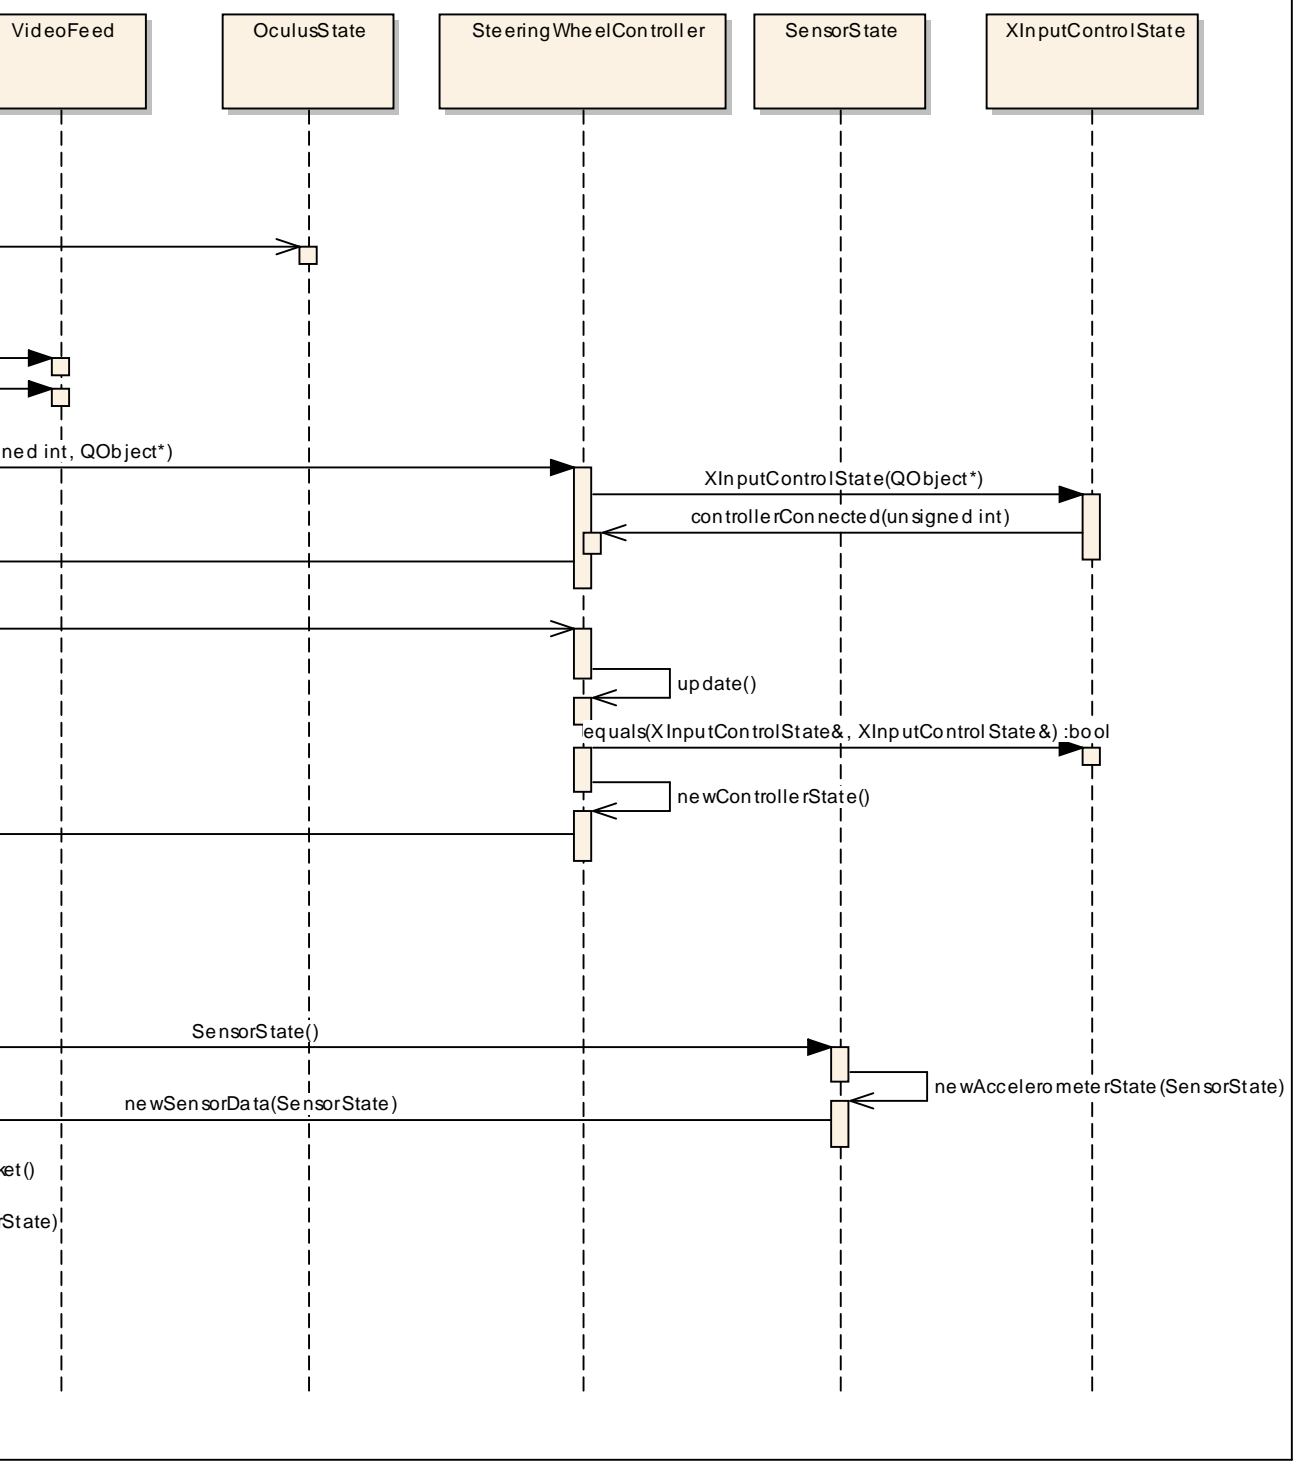 VideoFeed
OculusState
SteeringWheelController
SensorState
XInputControlState
ned int, QObject*)
XInputControlState(QObject*)
controllerConnected(unsigned int)
update()
equals(XInputControlState&, XInputControlState&) :bool
newControllerState()
SensorState()
newAccelerometerState(SensorState)
newSensorData(SensorState)
ket()
rState)